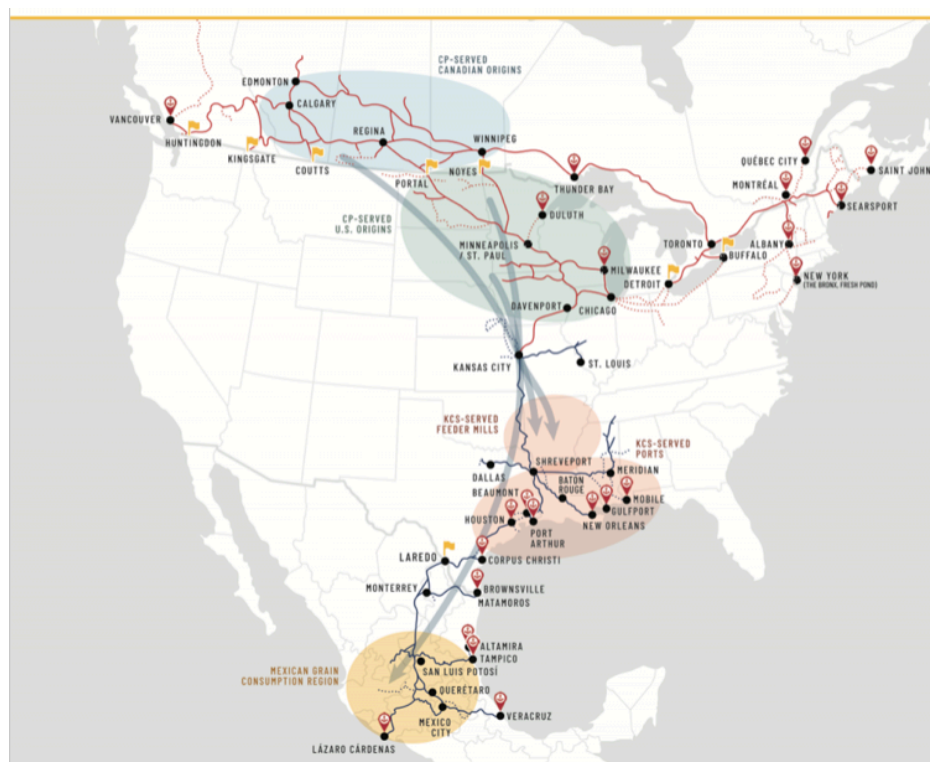 CP-SERVED
CANADIAN ORIGINS
EDMONTON
CALGARY
VANCOUVER
HUNTINGDON
KINGSGATE
COUTTS
REGINA
WINNIPEG
PORTAL
NOYES
THUNDER BAY
QUÉBEC CITY
SAINT JOHN
MONTRÉAL
SEARSPORT
CP-SERVED
U.S. ORIGINS
DULUTH
MINNEAPOLIS
/ ST. PAUL
TORONTO
BUFFALO
ALBANY
MILWAUKEE
DETROIT
NEW YORK
(THE BRONX, FRESH POND)
DAVENPORT
CHICAGO
KANSAS CITY
ST. LOUIS
KCS-SERVED
FEEDER MILLS
KCS-SERVED
PORTS
SHREVEPORT
MERIDIAN
DALLAS
BATON
ROUGE
BEAUMONT
MOBILE
GULFPORT
HOUSTON
NEW ORLEANS
PORT
ARTHUR
LAREDO
CORPUS CHRISTI
MONTERREY
BROWNSVILLE
MATAMOROS
ALTAMIRA
TAMPICO
SAN LUIS POTOSÍ
MEXICAN GRAIN
CONSUMPTION REGION
QUERÉTARO
MEXICO
CITY
VERACRUZ
LÁZARO CÁRDENAS